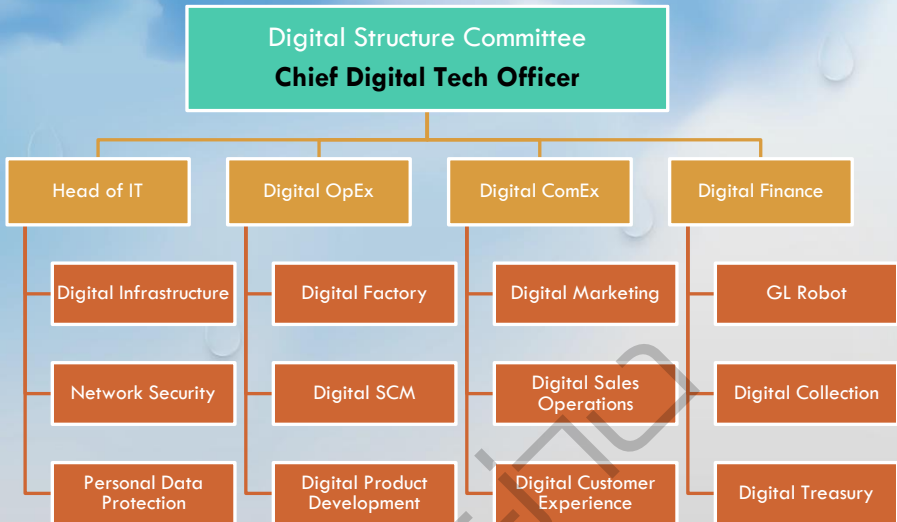 Digital Structure Committee
Chief Digital Tech Officer
Head of IT
Digital OpEx
Digital ComEx
Digital Finance
Digital Infrastructure
Digital Factory
Digital Marketing
GL Robot
Network Security
Digital SCM
Digital Sales
Operations
Digital Collection
Personal Data
Protection
Digital Product
Development
Digital Customer
Experience
Digital Treasury